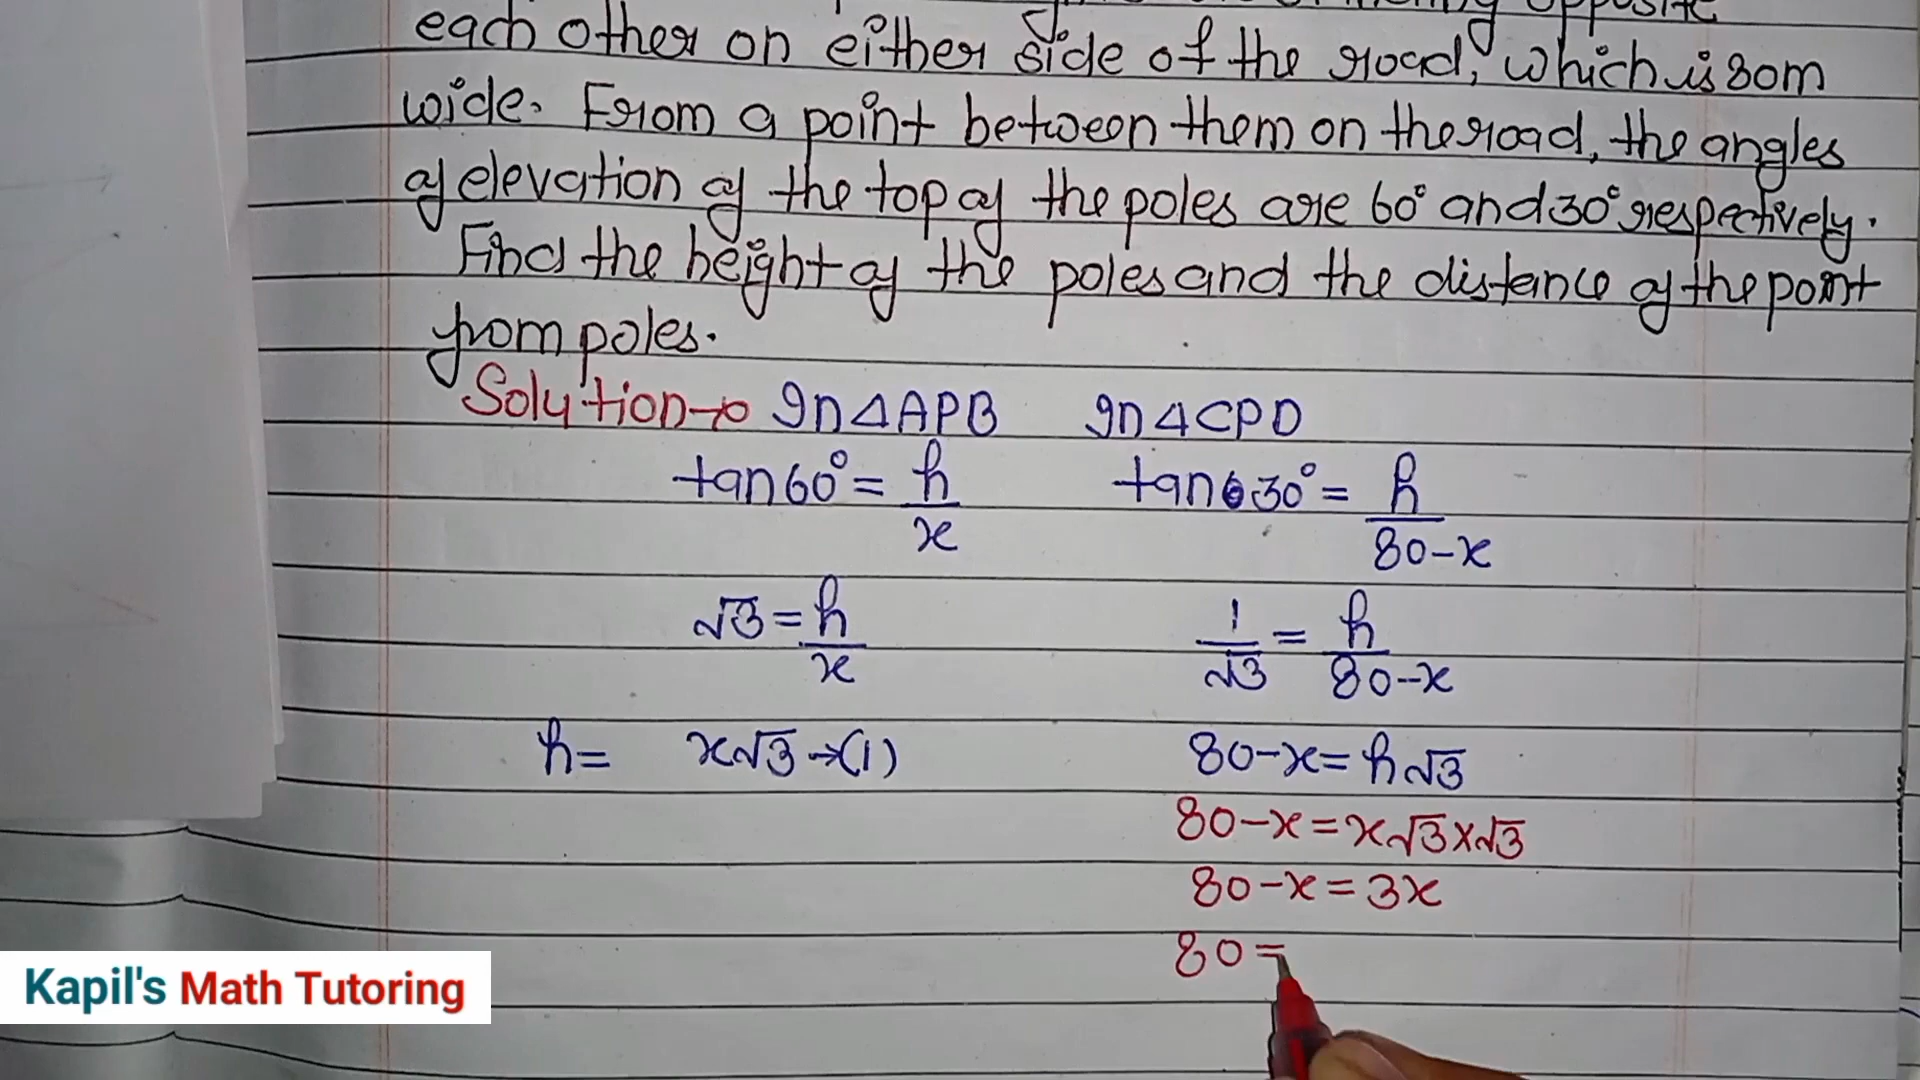 opposite
each other on either side of the road, which is 80m
wide. From a point between them on the road, the angles
of elevation of the top of the poles are 60° and 30° respectively.
Find the height of the poles and the distance of the point
from poles.
Solution→ In △APB In △CPD
tan60° = h/x tan30° = h/80-x
√3 = h/x 1/√3 = h/80-x
h = x√3 →(1) 80-x = h√3
80-x = x√3×√3
80-x = 3x
80 =
Kapil's Math Tutoring